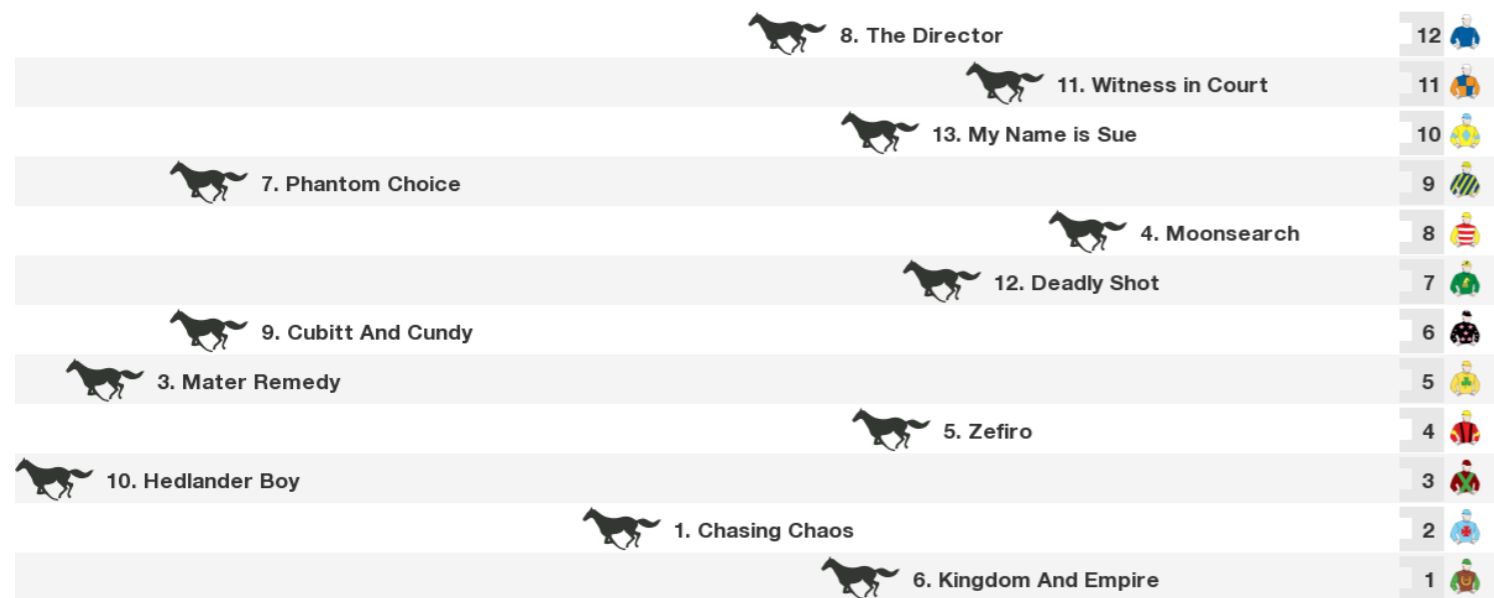 8. The Director 12
11. Witness in Court 11
13. My Name is Sue 10
7. Phantom Choice 9
4. Moonsearch 8
12. Deadly Shot 7
9. Cubitt And Cundy 6
3. Mater Remedy 5
5. Zefiro 4
10. Hedlander Boy 3
1. Chasing Chaos 2
6. Kingdom And Empire 1